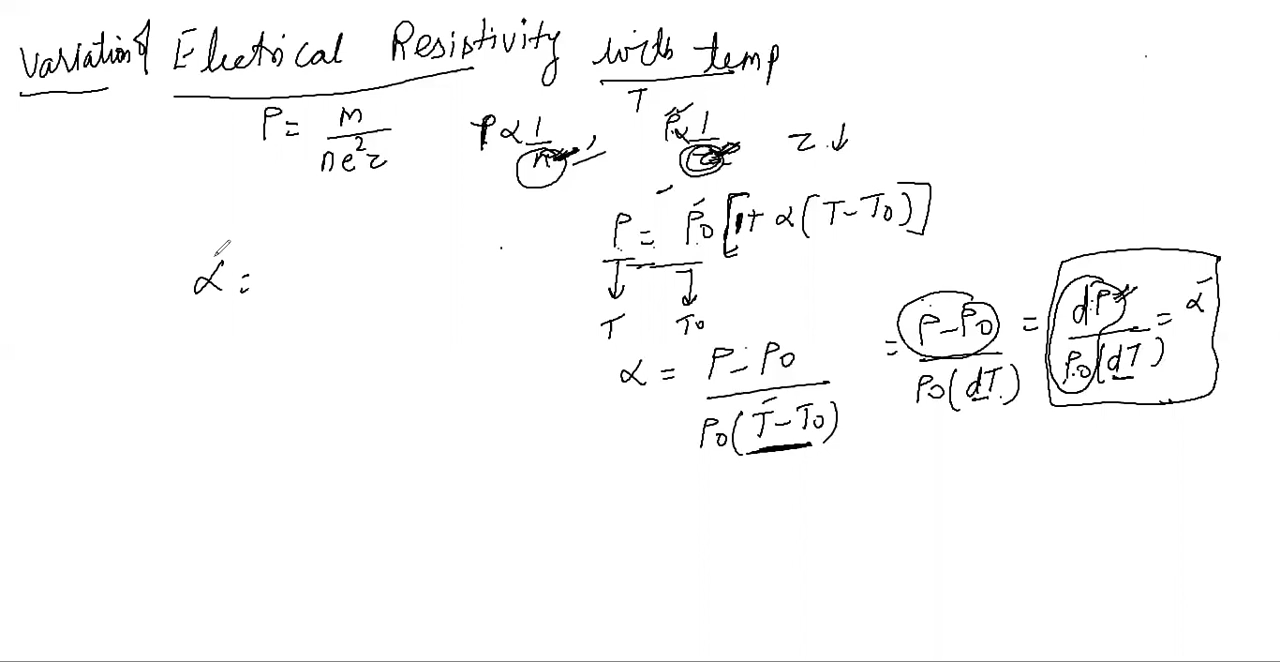 Variation of Electrical Resistivity with temp
T
ρ = m / ne²τ   ρ ∝ 1/n   ρ ∝ 1/τ   τ ↓
ρ = ρ₀ [1 + α (T – T₀)]
↓ ↓
T T₀
α =
α = ρ – ρ₀ / ρ₀ (T – T₀) = ρ – ρ₀ / ρ₀ (dT) = dρ / ρ₀ (dT) = α